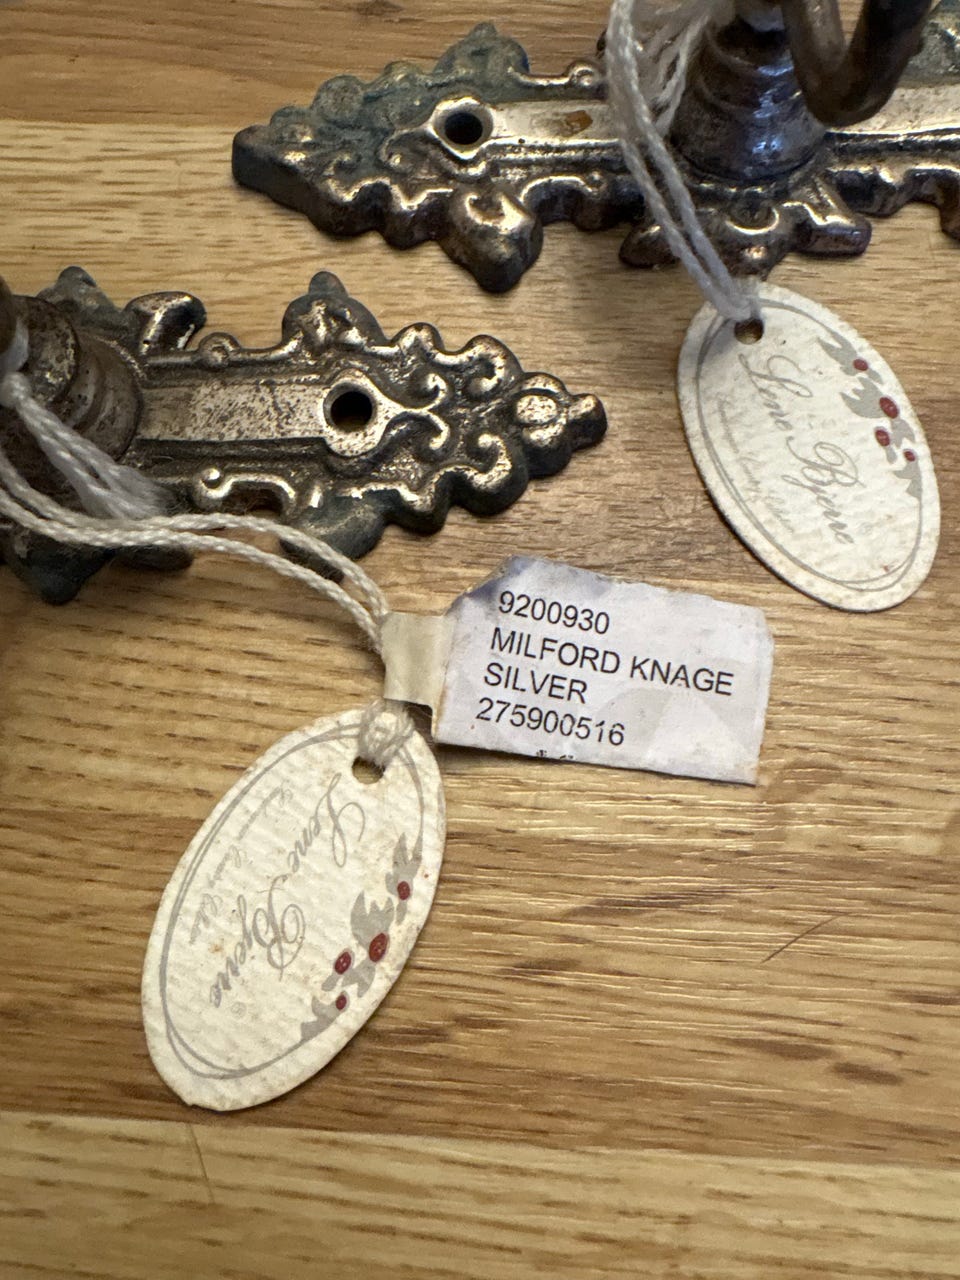 Lene Bjerre®
9200930
MILFORD KNAGE
SILVER
275900516
Lene Bjerre®